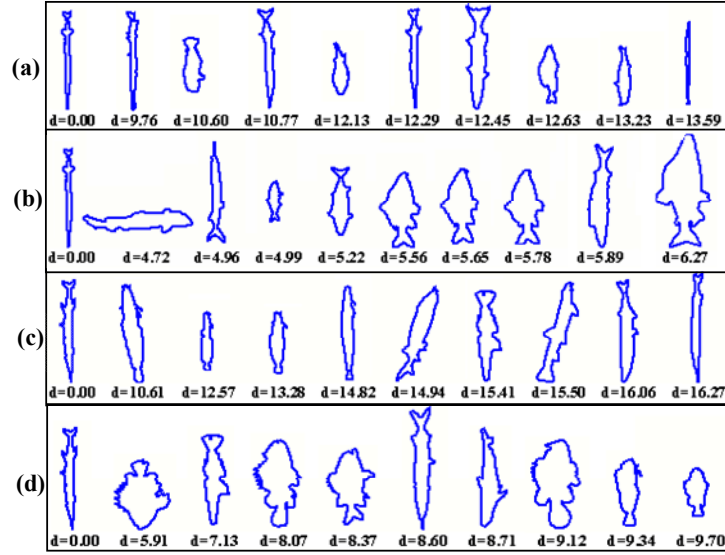 (a)
d=0.00 d=9.76 d=10.60 d=10.77 d=12.13 d=12.29 d=12.45 d=12.63 d=13.23 d=13.59
(b)
d=0.00 d=4.72 d=4.96 d=4.99 d=5.22 d=5.56 d=5.65 d=5.78 d=5.89 d=6.27
(c)
d=0.00 d=10.61 d=12.57 d=13.28 d=14.82 d=14.94 d=15.41 d=15.50 d=16.06 d=16.27
(d)
d=0.00 d=5.91 d=7.13 d=8.07 d=8.37 d=8.60 d=8.71 d=9.12 d=9.34 d=9.70